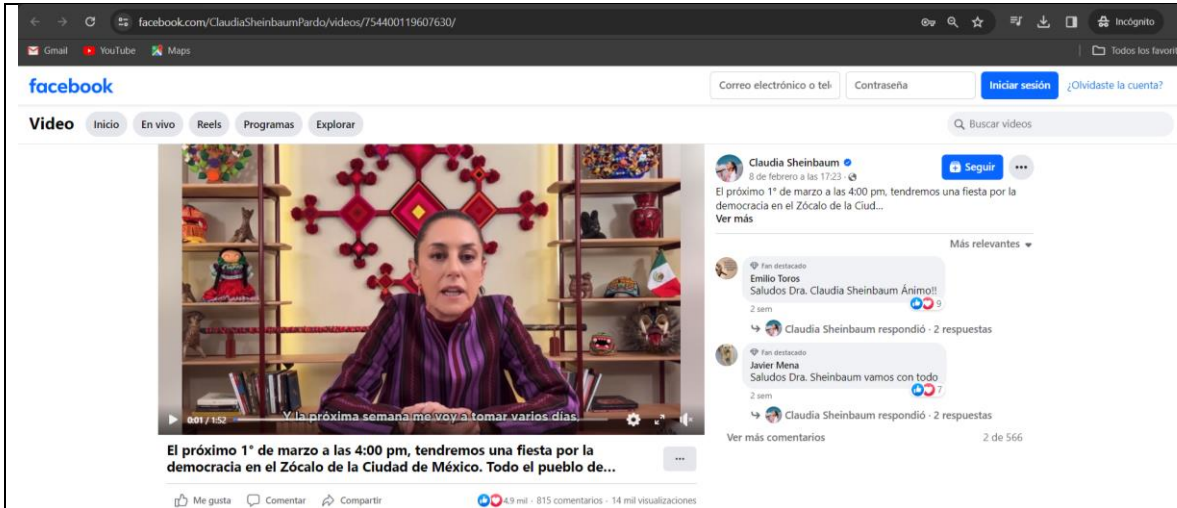 facebook.com/ClaudiaSheinbaumPardo/videos/754400119607630/
Incógnito
Gmail
YouTube
Maps
Todos los favorit
facebook
Correo electrónico o tel
Contraseña
Iniciar sesión
¿Olvidaste la cuenta?
Video
Inicio
En vivo
Reels
Programas
Explorar
Buscar videos
Y la próxima semana me voy a tomar varios días,
0:01 / 1:52
El próximo 1° de marzo a las 4:00 pm, tendremos una fiesta por la
democracia en el Zócalo de la Ciudad de México. Todo el pueblo de...
Me gusta
Comentar
Compartir
4.9 mil · 815 comentarios · 14 mil visualizaciones
Claudia Sheinbaum
8 de febrero a las 17:23 ·
Seguir
El próximo 1° de marzo a las 4:00 pm, tendremos una fiesta por la
democracia en el Zócalo de la Ciud...
Ver más
Más relevantes
Fan destacado
Emilio Toros
Saludos Dra. Claudia Sheinbaum Ánimo!!
9
2 sem
Claudia Sheinbaum respondió · 2 respuestas
Fan destacado
Javier Mena
Saludos Dra. Sheinbaum vamos con todo
7
2 sem
Claudia Sheinbaum respondió · 2 respuestas
Ver más comentarios
2 de 566